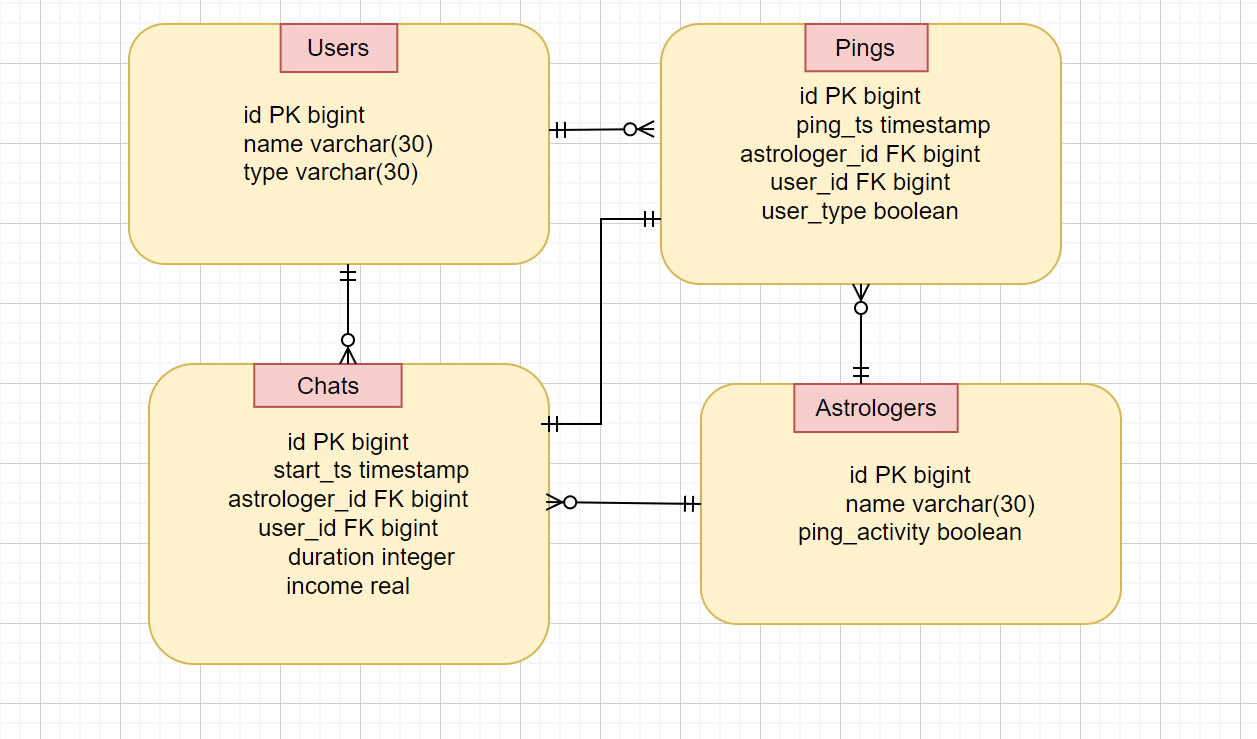 Users
id PK bigint
name varchar(30)
type varchar(30)
Pings
id PK bigint
ping_ts timestamp
astrologer_id FK bigint
user_id FK bigint
user_type boolean
Chats
id PK bigint
start_ts timestamp
astrologer_id FK bigint
user_id FK bigint
duration integer
income real
Astrologers
id PK bigint
name varchar(30)
ping_activity boolean